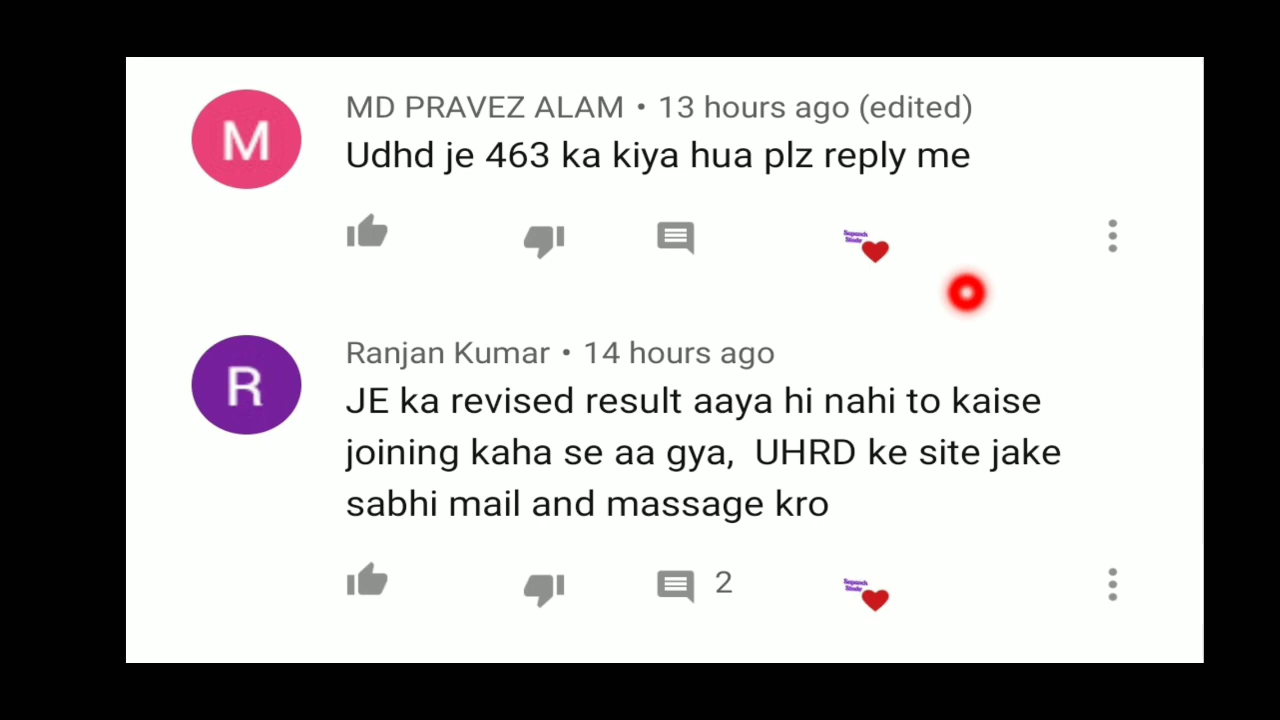 M
MD PRAVEZ ALAM • 13 hours ago (edited)
Udhd je 463 ka kiya hua plz reply me
R
Ranjan Kumar • 14 hours ago
JE ka revised result aaya hi nahi to kaise
joining kaha se aa gya, UHRD ke site jake
sabhi mail and massage kro
2